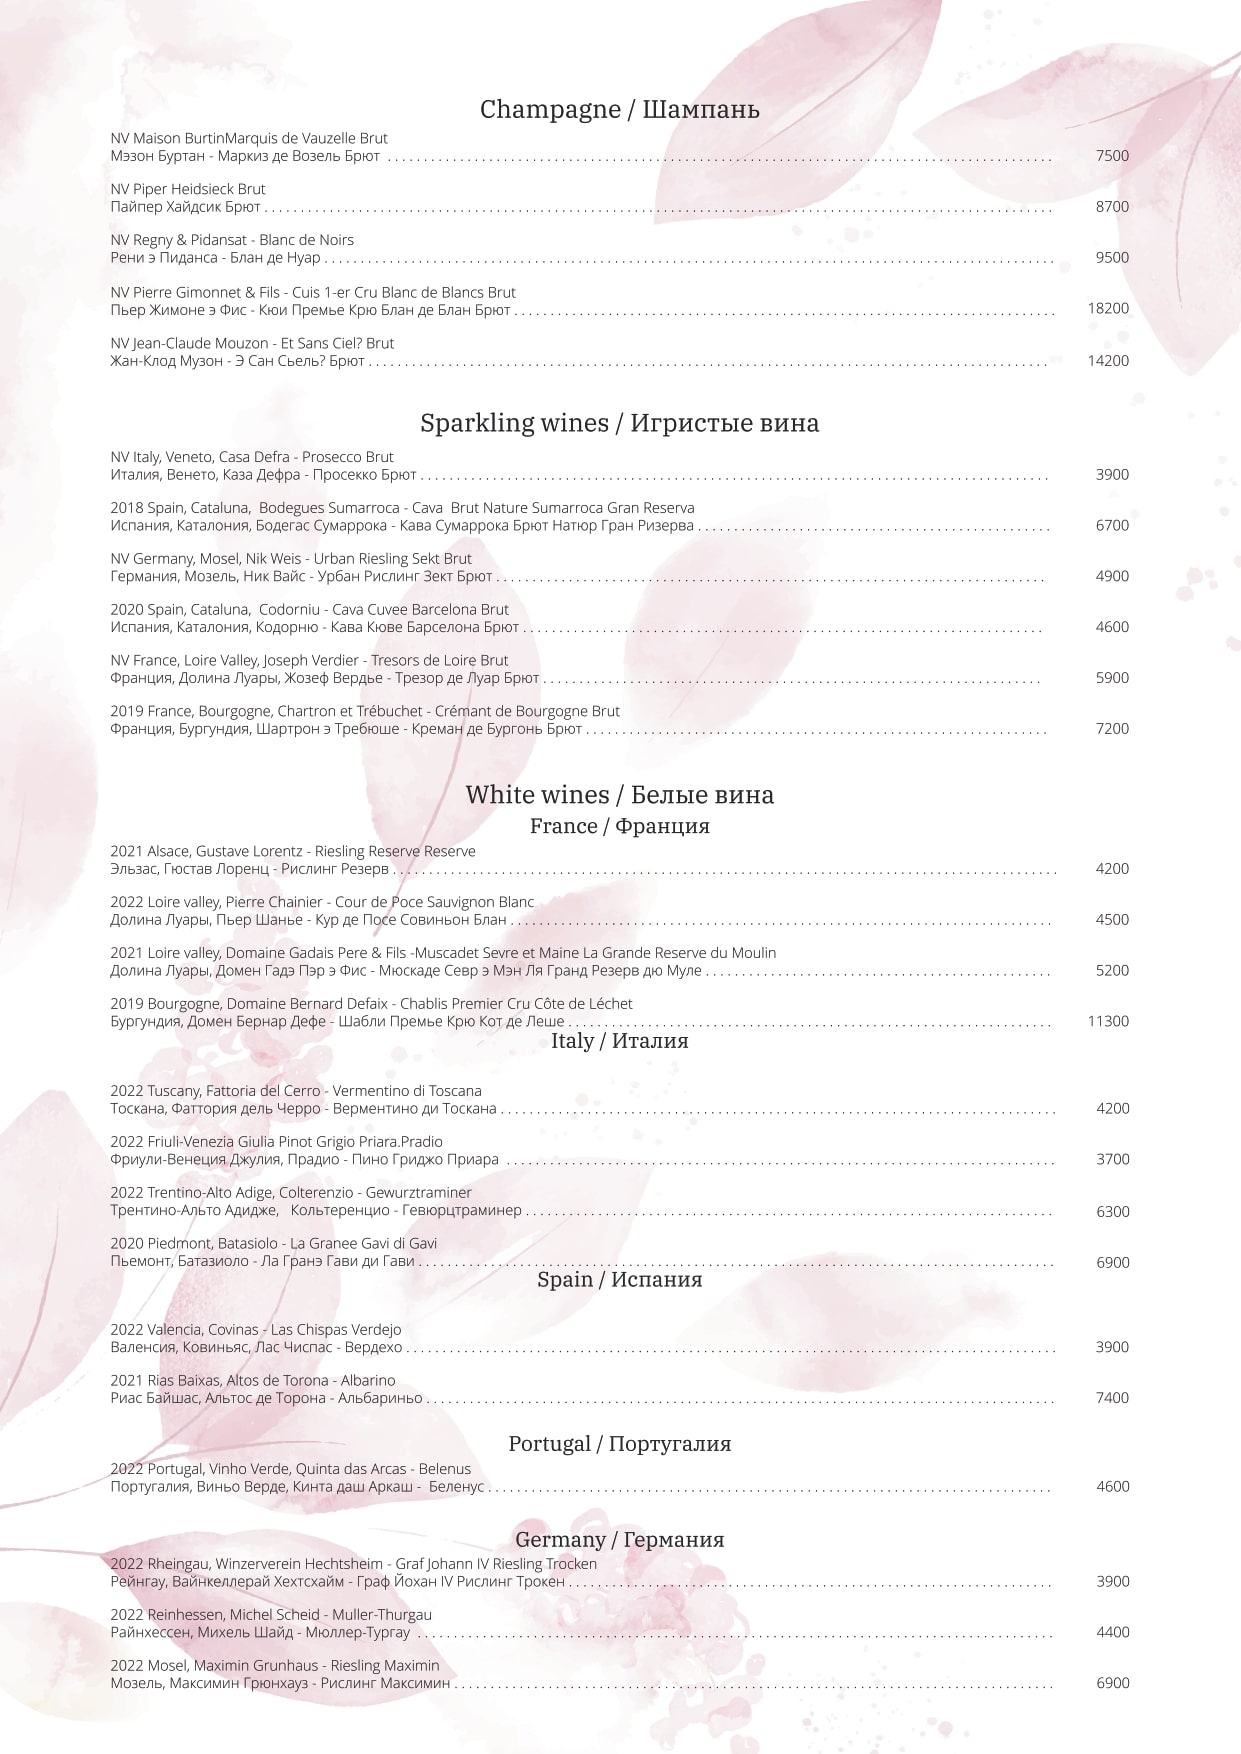 Champagne / Шампань
NV Maison BurtinMarquis de Vauzelle Brut
Мэзон Буртан - Маркиз де Возель Брют 7500
NV Piper Heidsieck Brut
Пайпер Хайдсик Брют 8700
NV Regny & Pidansat - Blanc de Noirs
Рени э Пиданса - Блан де Нуар 9500
NV Pierre Gimonnet & Fils - Cuis 1-er Cru Blanc de Blancs Brut
Пьер Жимоне э Фис - Кюи Премье Крю Блан де Блан Брют 18200
NV Jean-Claude Mouzon - Et Sans Ciel? Brut
Жан-Клод Музон - Э Сан Сьель? Брют 14200
Sparkling wines / Игристые вина
NV Italy, Veneto, Casa Defra - Prosecco Brut
Италия, Венето, Каза Дефра - Просекко Брют 3900
2018 Spain, Cataluna, Bodegues Sumarroca - Cava Brut Nature Sumarroca Gran Reserva
Испания, Каталония, Бодегас Сумаррока - Кава Сумаррока Брют Натюр Гран Ризерва 6700
NV Germany, Mosel, Nik Weis - Urban Riesling Sekt Brut
Германия, Мозель, Ник Вайс - Урбан Рислинг Зект Брют 4900
2020 Spain, Cataluna, Codorniu - Cava Cuvee Barcelona Brut
Испания, Каталония, Кодорню - Кава Кюве Барселона Брют 4600
NV France, Loire Valley, Joseph Verdier - Tresors de Loire Brut
Франция, Долина Луары, Жозеф Вердье - Трезор де Луар Брют 5900
2019 France, Bourgogne, Chartron et Trébuchet - Crémant de Bourgogne Brut
Франция, Бургундия, Шартрон э Требюше - Креман де Бургонь Брют 7200
White wines / Белые вина
France / Франция
2021 Alsace, Gustave Lorentz - Riesling Reserve Reserve
Эльзас, Гюстав Лоренц - Рислинг Резерв 4200
2022 Loire valley, Pierre Chainier - Cour de Poce Sauvignon Blanc
Долина Луары, Пьер Шанье - Кур де Посе Совиньон Блан 4500
2021 Loire valley, Domaine Gadais Pere & Fils -Muscadet Sevre et Maine La Grande Reserve du Moulin
Долина Луары, Домен Гадэ Пэр э Фис - Мюскаде Севр э Мэн Ля Гранд Резерв дю Муле 5200
2019 Bourgogne, Domaine Bernard Defaix - Chablis Premier Cru Côte de Léchet
Бургундия, Домен Бернар Дефе - Шабли Премье Крю Кот де Леше 11300
Italy / Италия
2022 Tuscany, Fattoria del Cerro - Vermentino di Toscana
Тоскана, Фаттория дель Черро - Верментино ди Тоскана 4200
2022 Friuli-Venezia Giulia Pinot Grigio Priara.Pradio
Фриули-Венеция Джулия, Прадио - Пино Гриджо Приара 3700
2022 Trentino-Alto Adige, Colterenzio - Gewurztraminer
Трентино-Альто Адидже, Кольтеренцио - Гевюрцтраминер 6300
2020 Piedmont, Batasiolo - La Granee Gavi di Gavi
Пьемонт, Батазиоло - Ла Гранэ Гави ди Гави 6900
Spain / Испания
2022 Valencia, Covinas - Las Chispas Verdejo
Валенсия, Ковиньяс, Лас Чиспас - Вердехо 3900
2021 Rias Baixas, Altos de Torona - Albarino
Риас Байшас, Альтос де Торона - Альбариньо 7400
Portugal / Португалия
2022 Portugal, Vinho Verde, Quinta das Arcas - Belenus
Португалия, Виньо Верде, Кинта даш Аркаш - Беленус 4600
Germany / Германия
2022 Rheingau, Winzerverein Hechtsheim - Graf Johann IV Riesling Trocken
Рейнгау, Вайнкеллерай Хехтсхайм - Граф Йохан IV Рислинг Трокен 3900
2022 Reinhessen, Michel Scheid - Muller-Thurgau
Райнхессен, Михель Шайд - Мюллер-Тургау 4400
2022 Mosel, Maximin Grunhaus - Riesling Maximin
Мозель, Максимин Грюнхауз - Рислинг Максимин 6900